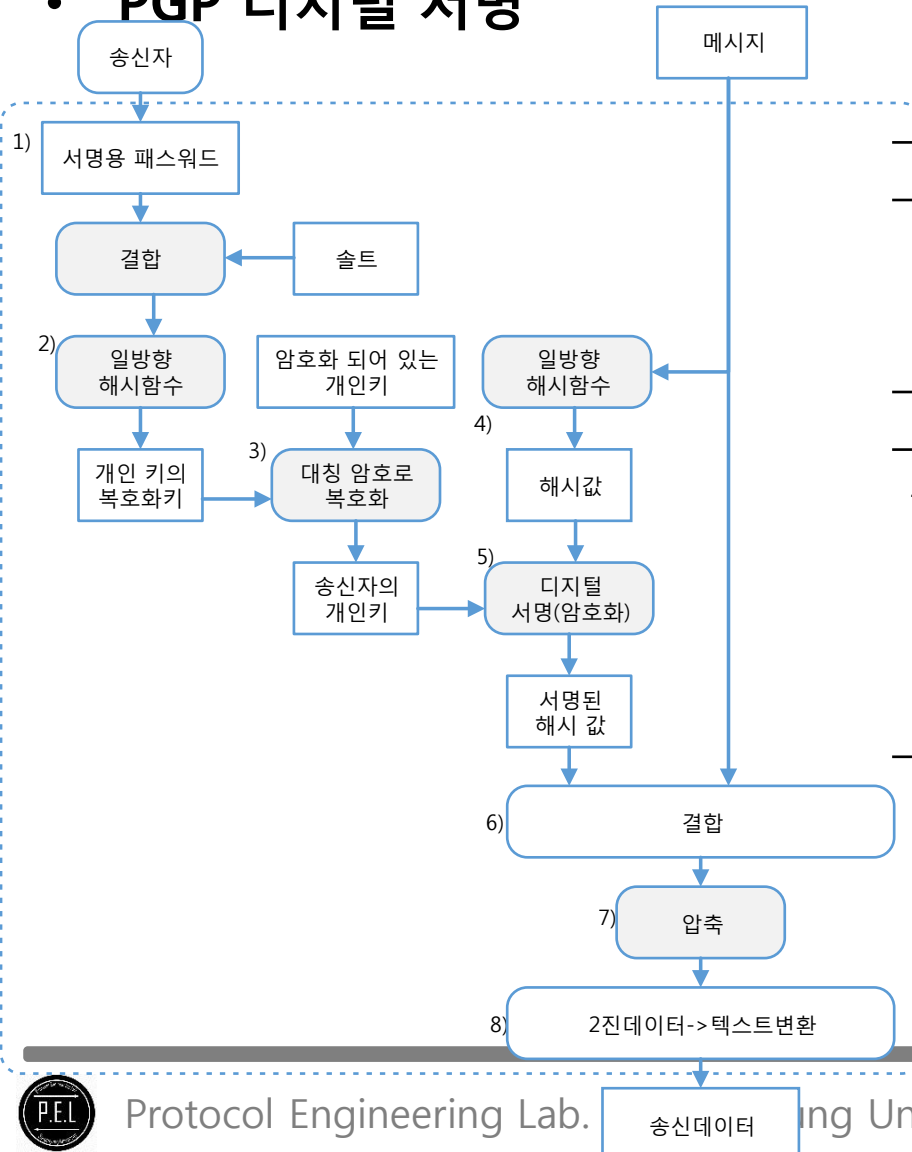 • PGP 디지털 서명
송신자
메시지
1)
서명용 패스워드
결합
솔트
2)
일방향
해시함수
암호화 되어 있는
개인키
일방향
해시함수
4)
3)
개인 키의
복호화키
대칭 암호로
복호화
해시값
5)
송신자의
개인키
디지털
서명(암호화)
서명된
해시 값
6)
결합
7)
압축
8)
2진데이터->텍스트변환
P.E.L
Protocol Engineering Lab.
송신데이터